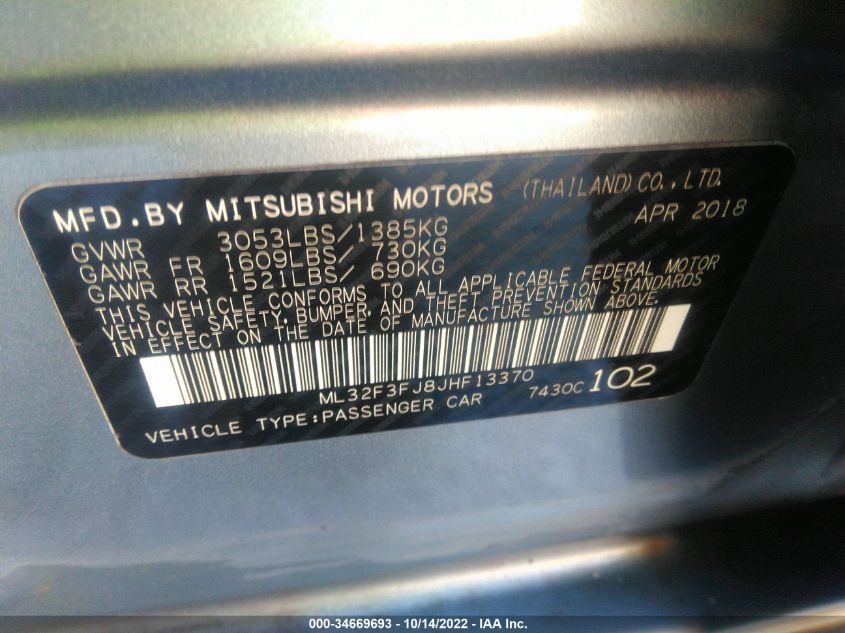 MFD. BY MITSUBISHI MOTORS (THAILAND) CO., LTD.
APR 2018
GVWR 3053LBS/1385KG
GAWR FR 1609LBS/ 730KG
GAWR RR 1521LBS/ 690KG
THIS VEHICLE CONFORMS TO ALL APPLICABLE FEDERAL MOTOR
VEHICLE SAFETY, BUMPER, AND THEFT PREVENTION STANDARDS
IN EFFECT ON THE DATE OF MANUFACTURE SHOWN ABOVE.
ML32F3FJ8JHF13370
VEHICLE TYPE:PASSENGER CAR 7430C 102
000-34669693 - 10/14/2022 - IAA Inc.